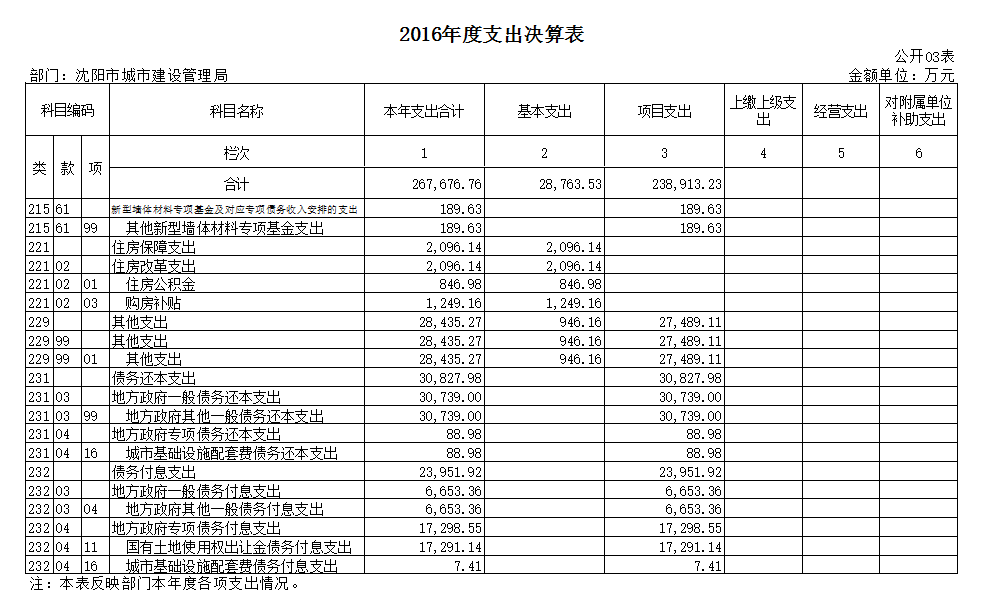 2016年度支出决算表
公开03表
部门：沈阳市城市建设管理局 金额单位：万元
科目编码 科目名称 本年支出合计 基本支出 项目支出 上缴上级支出 经营支出 对附属单位补助支出
类 款 项 栏次 1 2 3 4 5 6
合计 267,676.76 28,763.53 238,913.23
215 61 新型墙体材料专项基金及对应专项债务收入安排的支出 189.63 189.63
215 61 99 其他新型墙体材料专项基金支出 189.63 189.63
221 住房保障支出 2,096.14 2,096.14
221 02 住房改革支出 2,096.14 2,096.14
221 02 01 住房公积金 846.98 846.98
221 02 03 购房补贴 1,249.16 1,249.16
229 其他支出 28,435.27 946.16 27,489.11
229 99 其他支出 28,435.27 946.16 27,489.11
229 99 01 其他支出 28,435.27 946.16 27,489.11
231 债务还本支出 30,827.98 30,827.98
231 03 地方政府一般债务还本支出 30,739.00 30,739.00
231 03 99 地方政府其他一般债务还本支出 30,739.00 30,739.00
231 04 地方政府专项债务还本支出 88.98 88.98
231 04 16 城市基础设施配套费债务还本支出 88.98 88.98
232 债务付息支出 23,951.92 23,951.92
232 03 地方政府一般债务付息支出 6,653.36 6,653.36
232 03 04 地方政府其他一般债务付息支出 6,653.36 6,653.36
232 04 地方政府专项债务付息支出 17,298.55 17,298.55
232 04 11 国有土地使用权出让金债务付息支出 17,291.14 17,291.14
232 04 16 城市基础设施配套费债务付息支出 7.41 7.41
注：本表反映部门本年度各项支出情况。